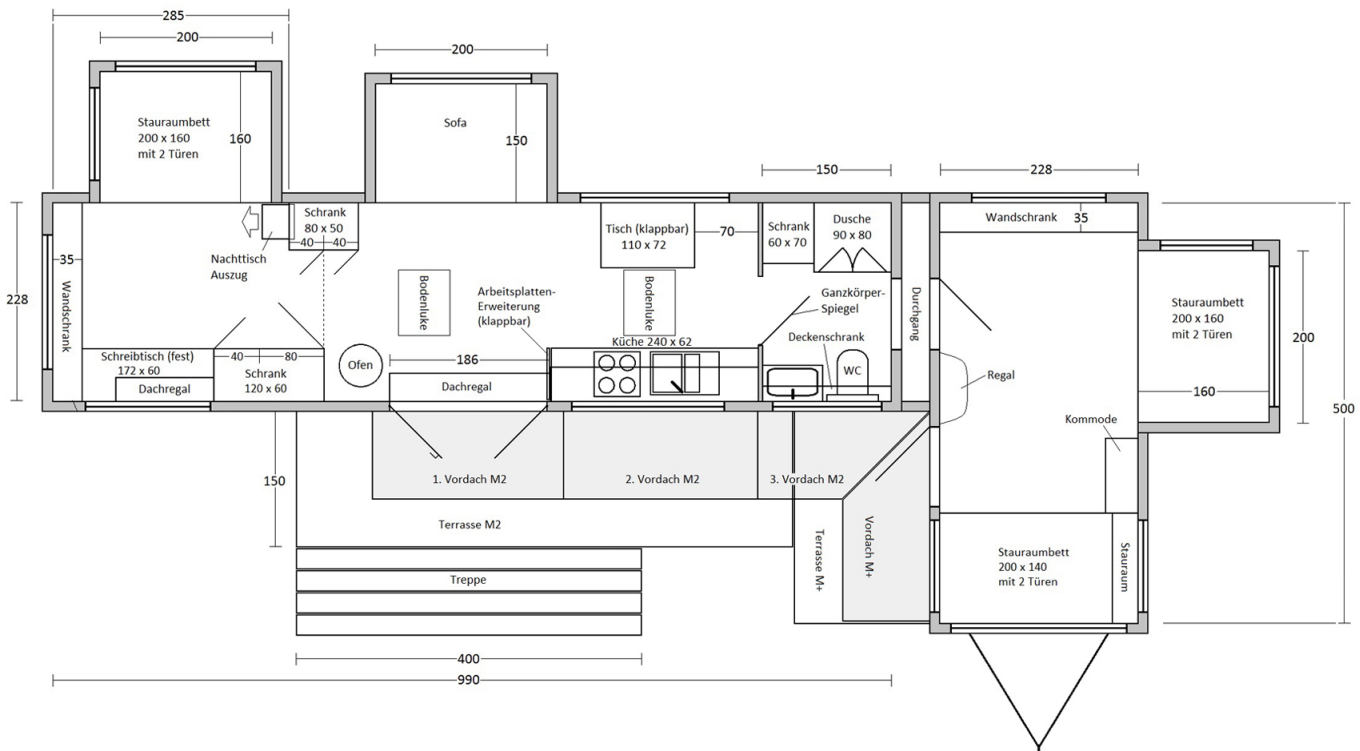 285
200
200
Stauraumbett
200 x 160
mit 2 Türen
160
Sofa
150
150
228
Schrank
80 x 50
40
40
Nachttisch
Auszug
35
Wandschrank
228
Tisch (klappbar)
110 x 72
70
Schrank
60 x 70
Dusche
90 x 80
Wandschrank
35
Bodenluke
Arbeitsplatten-
Erweiterung
(klappbar)
Bodenluke
Ganzkörper-
Spiegel
Durchgang
Stauraumbett
200 x 160
mit 2 Türen
200
160
500
Schreibtisch (fest)
172 x 60
Dachregal
40
80
Schrank
120 x 60
Ofen
186
Dachregal
Küche 240 x 62
Deckenschrank
WC
Regal
Kommode
150
1. Vordach M2
2. Vordach M2
3. Vordach M2
Terrasse M2
Terrasse M+
Vordach M+
Stauraumbett
200 x 140
mit 2 Türen
Stauraum
Treppe
400
990